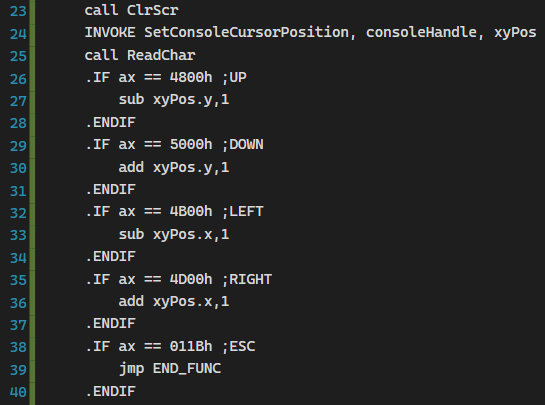 23 call ClrScr
24 INVOKE SetConsoleCursorPosition, consoleHandle, xyPos
25 call ReadChar
26 .IF ax == 4800h ;UP
27 sub xyPos.y,1
28 .ENDIF
29 .IF ax == 5000h ;DOWN
30 add xyPos.y,1
31 .ENDIF
32 .IF ax == 4B00h ;LEFT
33 sub xyPos.x,1
34 .ENDIF
35 .IF ax == 4D00h ;RIGHT
36 add xyPos.x,1
37 .ENDIF
38 .IF ax == 011Bh ;ESC
39 jmp END_FUNC
40 .ENDIF